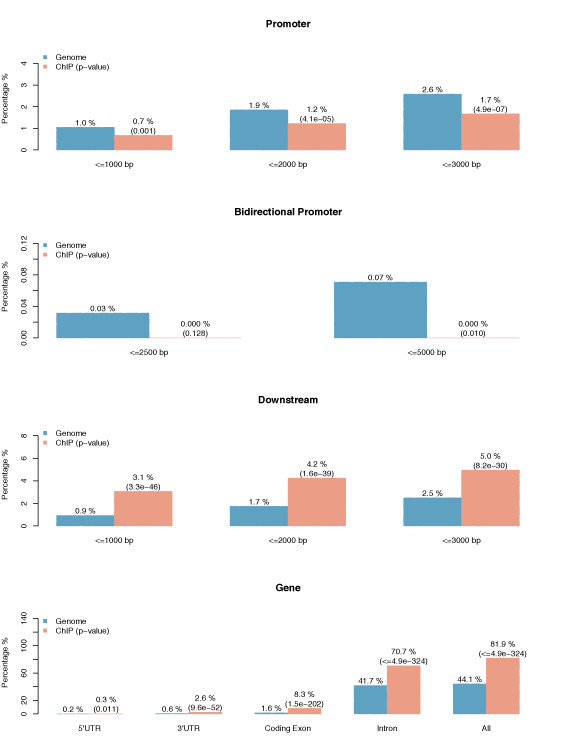 Promoter
Genome
ChIP (p−value)
Percentage %
0 1 2 3 4
1.0 %
0.7 %
(0.001)
1.9 %
1.2 %
(4.1e−05)
2.6 %
1.7 %
(4.9e−07)
<=1000 bp <=2000 bp <=3000 bp
Bidirectional Promoter
Genome
ChIP (p−value)
Percentage %
0.00 0.04 0.08 0.12
0.03 %
0.000 %
(0.128)
0.07 %
0.000 %
(0.010)
<=2500 bp <=5000 bp
Downstream
Genome
ChIP (p−value)
Percentage %
0 2 4 6 8
0.9 %
3.1 %
(3.3e−46)
1.7 %
4.2 %
(1.6e−39)
2.5 %
5.0 %
(8.2e−30)
<=1000 bp <=2000 bp <=3000 bp
Gene
Genome
ChIP (p−value)
Percentage %
0 20 60 100 140
0.2 %
0.3 %
(0.011)
0.6 %
2.6 %
(9.6e−52)
1.6 %
8.3 %
(1.5e−202)
41.7 %
70.7 %
(<=4.9e−324)
44.1 %
81.9 %
(<=4.9e−324)
5'UTR 3'UTR Coding Exon Intron All